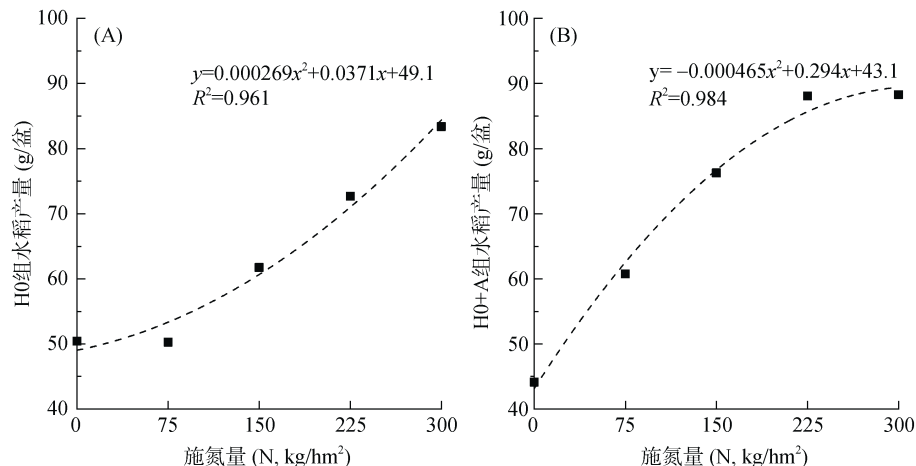 (A)
y=0.000269x²+0.0371x+49.1
R²=0.961
H0组水稻产量 (g/盆)
100
90
80
70
60
50
40
0 75 150 225 300
施氮量 (N, kg/hm²)
(B)
y= –0.000465x²+0.294x+43.1
R²=0.984
H0+A组水稻产量 (g/盆)
100
90
80
70
60
50
40
0 75 150 225 300
施氮量 (N, kg/hm²)